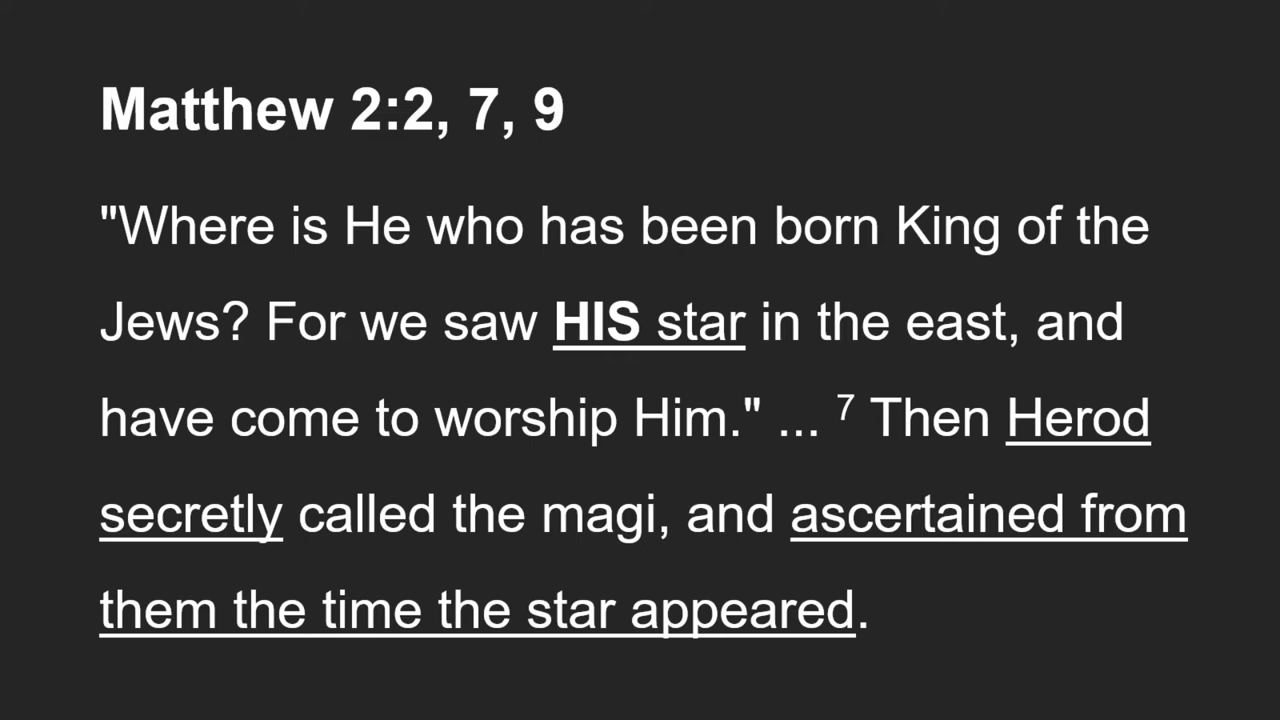 Matthew 2:2, 7, 9
"Where is He who has been born King of the
Jews? For we saw HIS star in the east, and
have come to worship Him." ... 7 Then Herod
secretly called the magi, and ascertained from
them the time the star appeared.